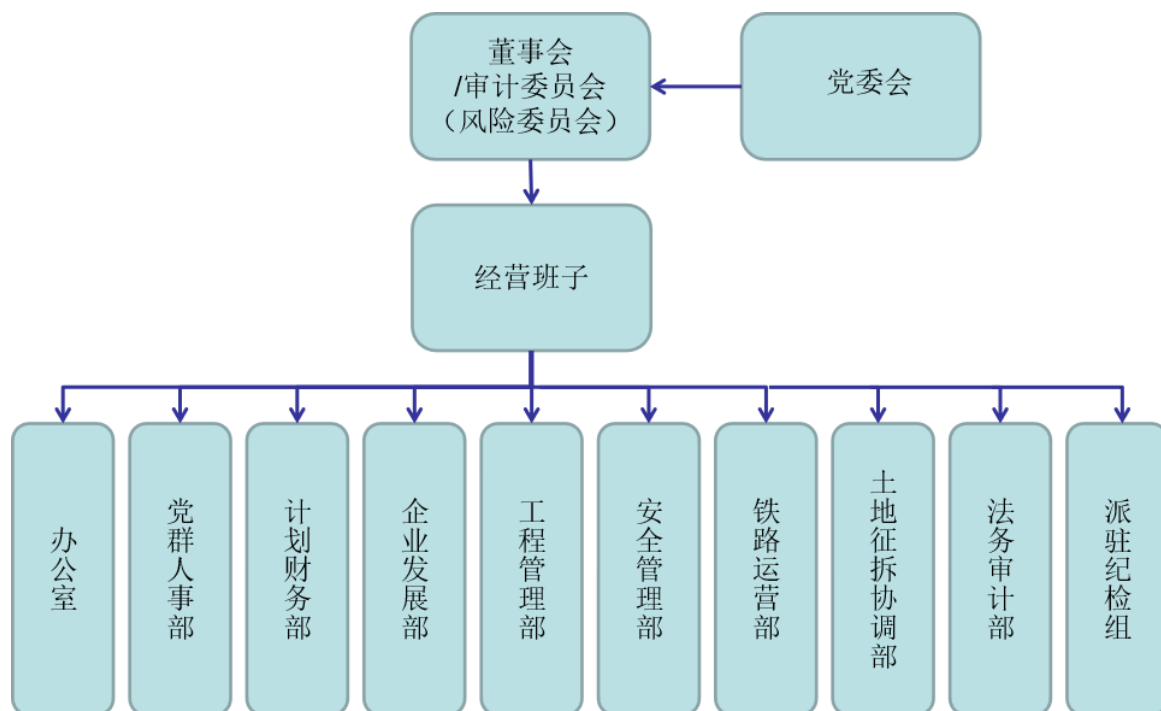 董事会
/审计委员会
（风险委员会）
党委会
经营班子
办公室
党群人事部
计划财务部
企业发展部
工程管理部
安全管理部
铁路运营部
土地征拆协调部
法务审计部
派驻纪检组